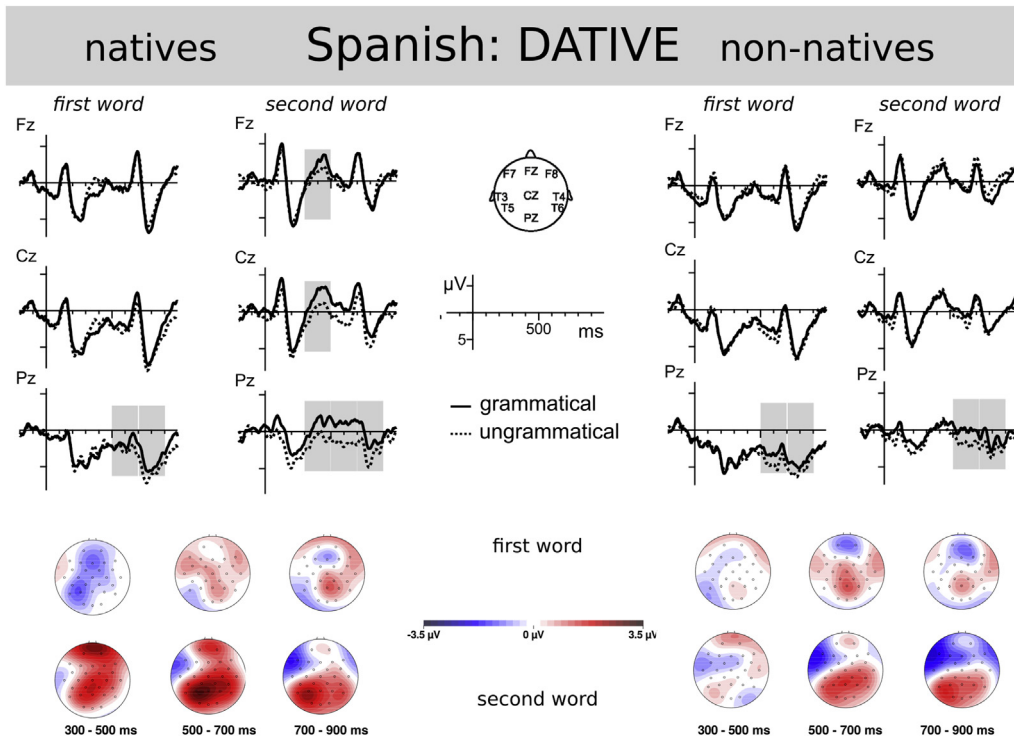 natives Spanish: DATIVE non-natives
first word second word first word second word
Fz Fz Fz Fz
F7 FZ F8
T3 CZ T4
T5 T6
PZ
Cz Cz Cz Cz
µV
500 ms
5
Pz Pz Pz Pz
grammatical
ungrammatical
first word
-3.5 µV 0 µV 3.5 µV
second word
300 - 500 ms 500 - 700 ms 700 - 900 ms 300 - 500 ms 500 - 700 ms 700 - 900 ms